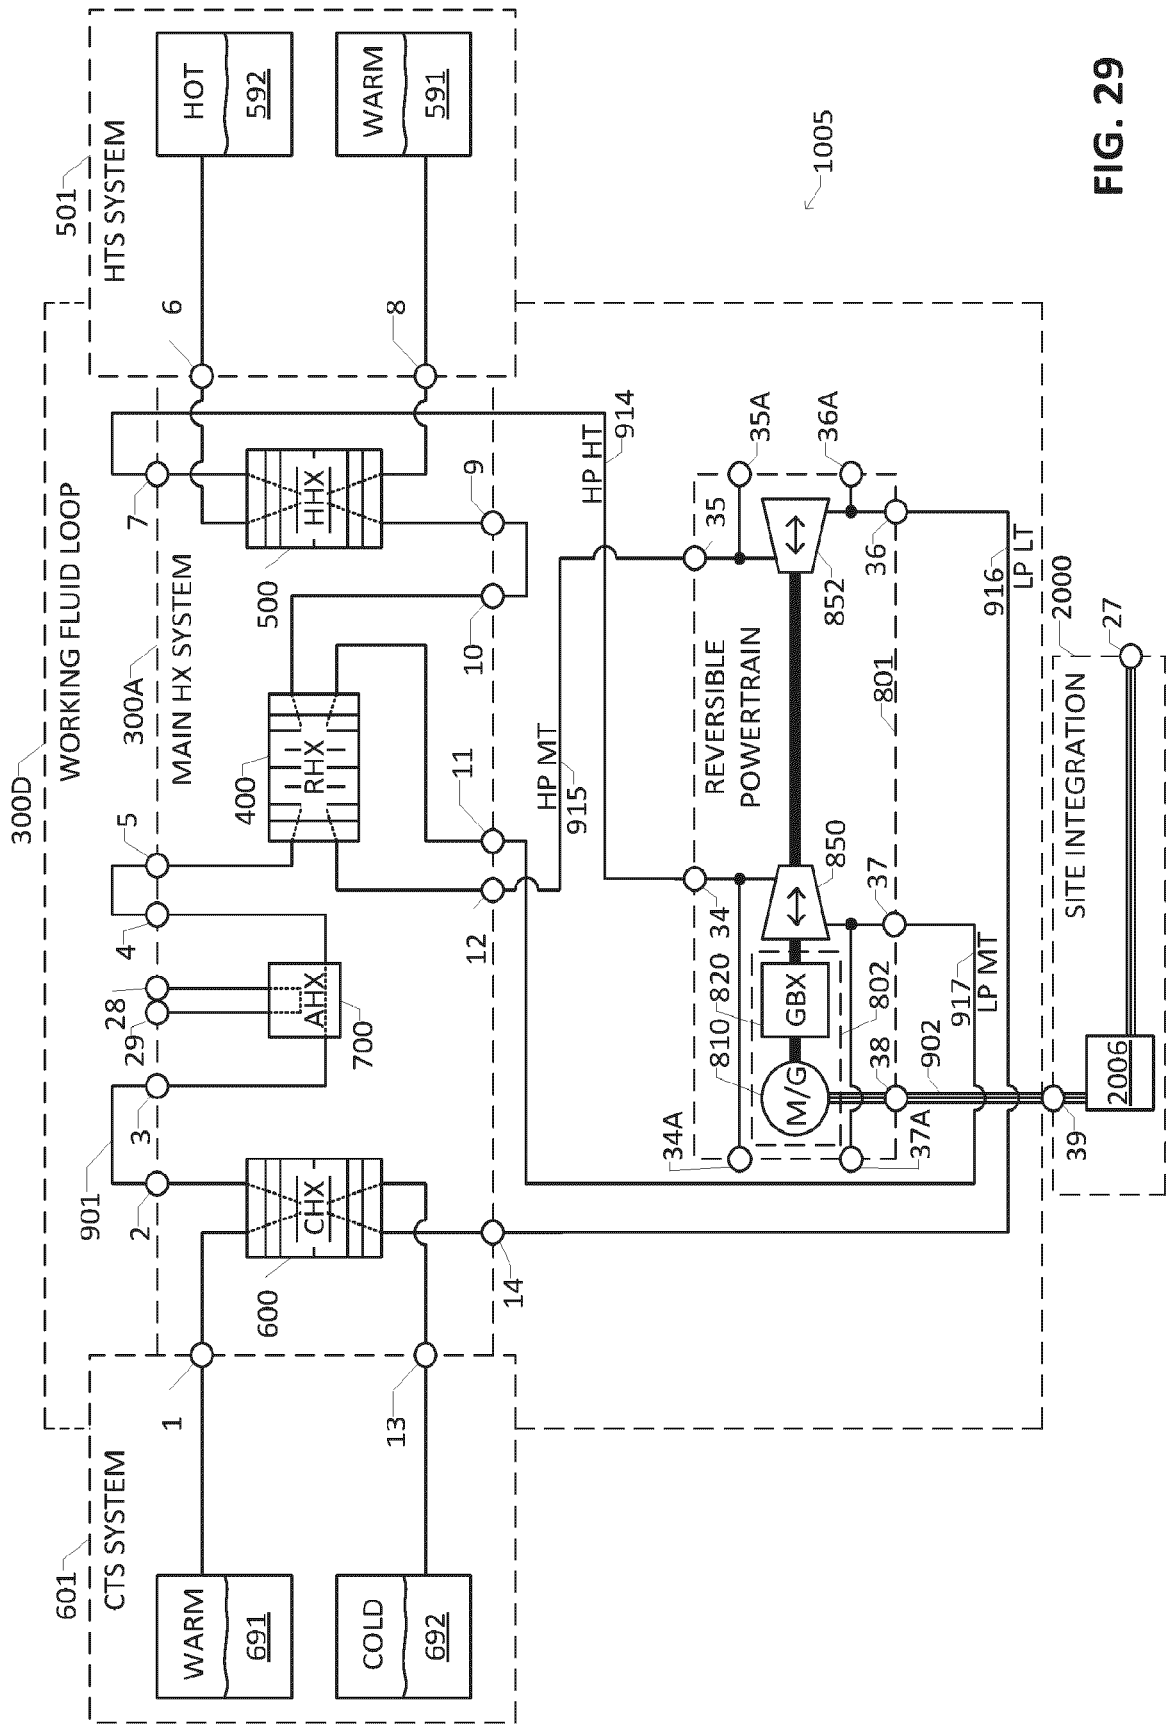 300D
WORKING FLUID LOOP
601
CTS SYSTEM
WARM
691
COLD
692
1
13
901
2
3
29
28
4
5
300A
MAIN HX SYSTEM
7
6
8
501
HTS SYSTEM
HOT
592
WARM
591
600
CHX
AHX
700
400
RHX
500
HHX
14
12
11
10
9
HP MT
915
HP HT
914
34A
810
820
34
REVERSIBLE
POWERTRAIN
35
35A
36A
M/G
GBX
850
852
37A
38
802
37
801
36
902
917
LP MT
916
LP LT
39
2006
SITE INTEGRATION
2000
27
1005
FIG. 29